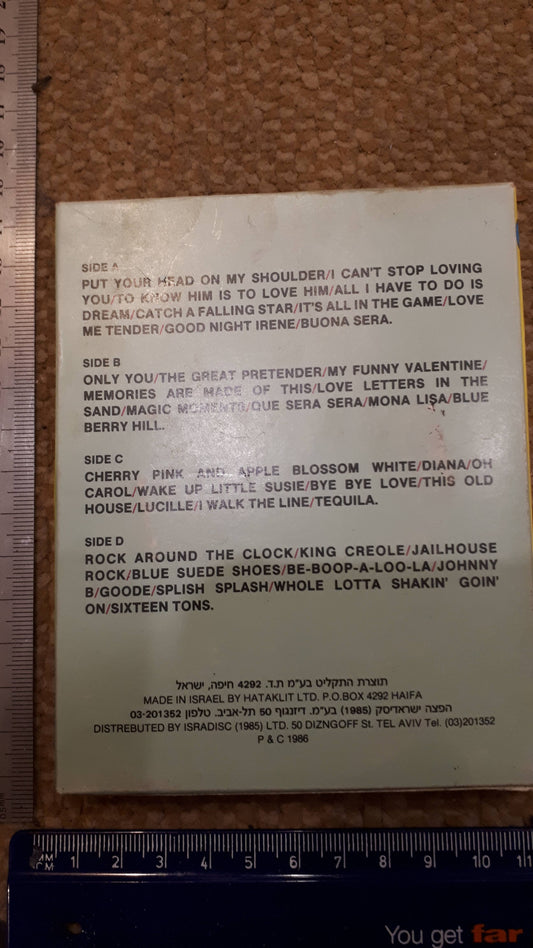 SIDE A
PUT YOUR HEAD ON MY SHOULDER/I CAN'T STOP LOVING
YOU/TO KNOW HIM IS TO LOVE HIM/ALL I HAVE TO DO IS
DREAM/CATCH A FALLING STAR/IT'S ALL IN THE GAME/LOVE
ME TENDER/GOOD NIGHT IRENE/BUONA SERA.
SIDE B
ONLY YOU/THE GREAT PRETENDER/MY FUNNY VALENTINE/
MEMORIES ARE MADE OF THIS/LOVE LETTERS IN THE
SAND/MAGIC MOMENTS/QUE SERA SERA/MONA LISA/BLUE
BERRY HILL.
SIDE C
CHERRY PINK AND APPLE BLOSSOM WHITE/DIANA/OH
CAROL/WAKE UP LITTLE SUSIE/BYE BYE LOVE/THIS OLD
HOUSE/LUCILLE/I WALK THE LINE/TEQUILA.
SIDE D
ROCK AROUND THE CLOCK/KING CREOLE/JAILHOUSE
ROCK/BLUE SUEDE SHOES/BE-BOOP-A-LOO-LA/JOHNNY
B/GOODE/SPLISH SPLASH/WHOLE LOTTA SHAKIN' GOIN'
ON/SIXTEEN TONS.
תוצרת התקליט בע"מ ת.ד. 4292 חיפה, ישראל
MADE IN ISRAEL BY HATAKLIT LTD. P.O.BOX 4292 HAIFA
הפצה ישראדיסק (1985) בע"מ. דיזנגוף 50 תל-אביב. טלפון 03-201352
DISTREBUTED BY ISRADISC (1985) LTD. 50 DIZNGOFF St. TEL AVIV Tel. (03)201352
P & C 1986
MM
CM
1 2 3 4 5 6 7 8 9 10 11
You get far